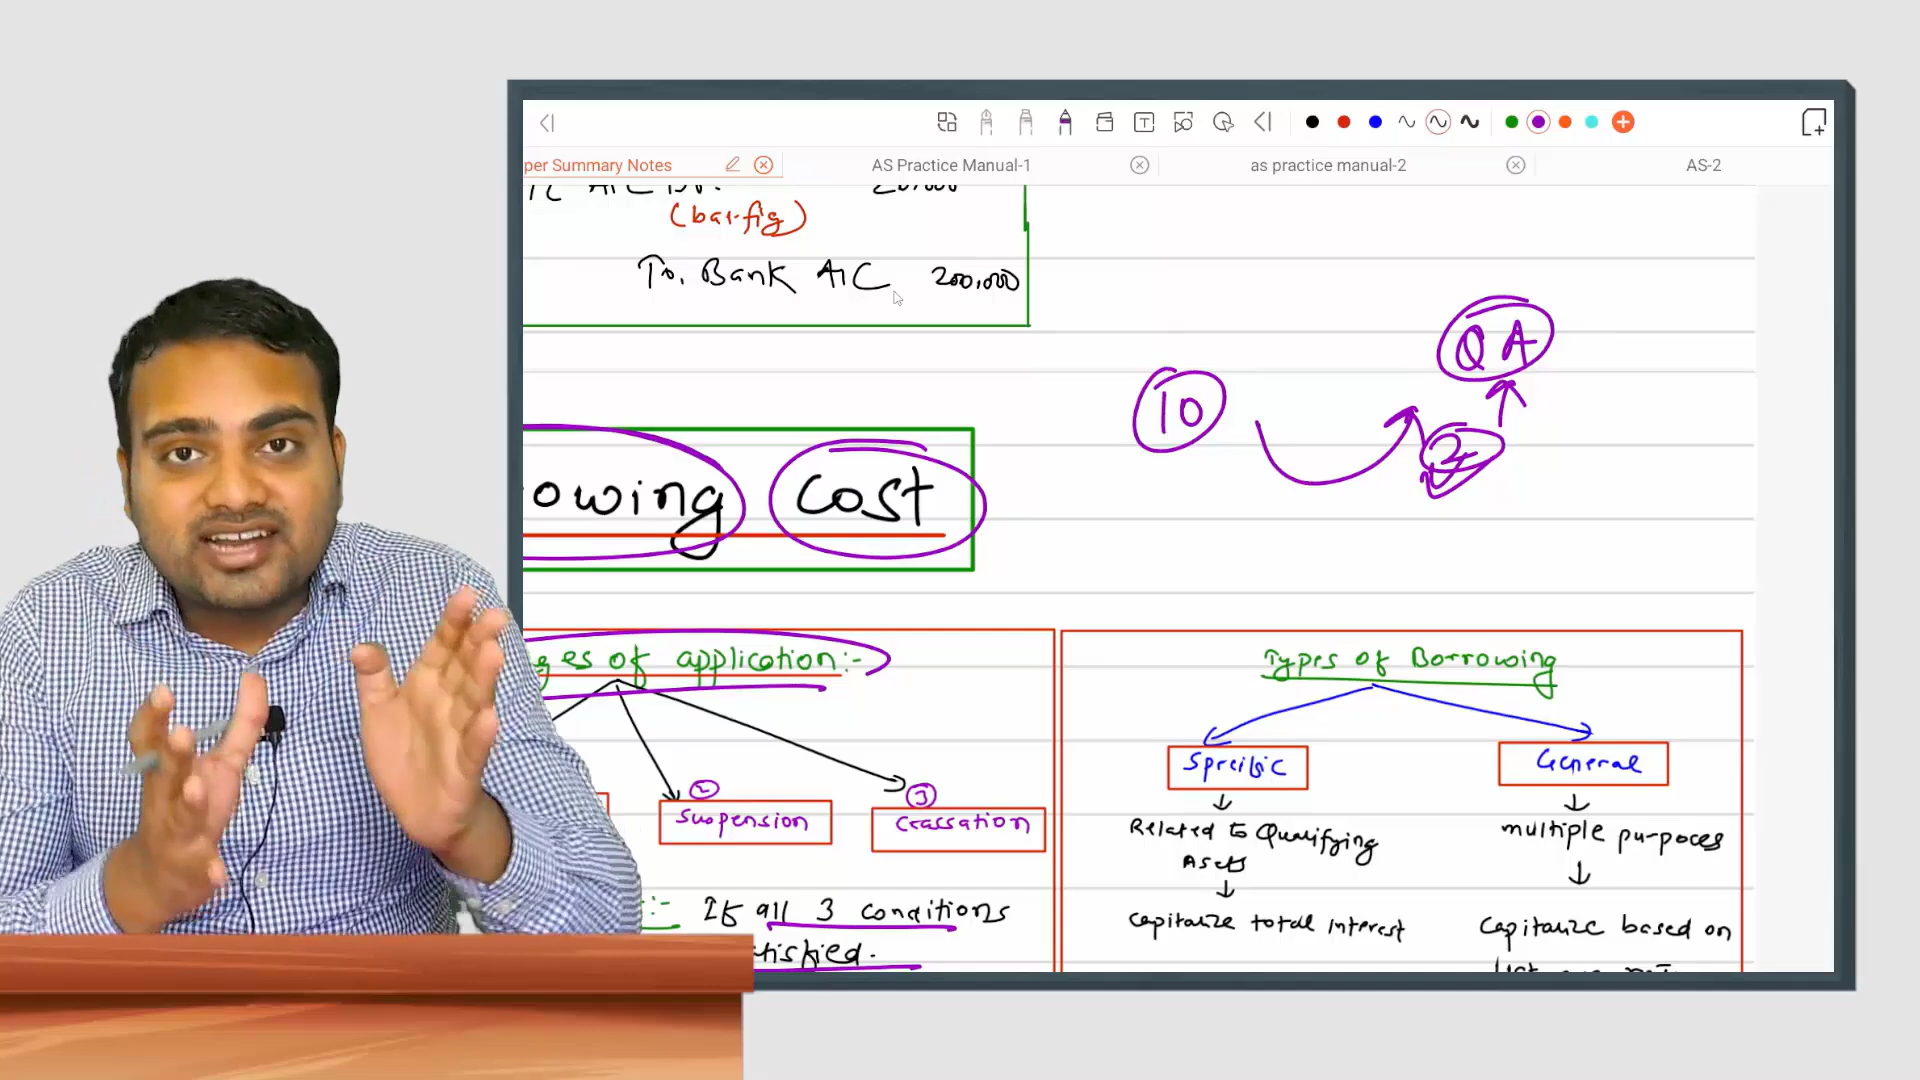 per Summary Notes AS Practice Manual-1 as practice manual-2 AS-2
(bal-fig)
To. Bank A/C 200,000
QA
10
2
owing cost
ges of application:-
Types of Borrowing
Specific General
② ③
Suspension Cessation
Related to Qualifying multiple purposes
Assets
:- If all 3 conditions
Capitalize total interest Capitalize based on
tisfied.